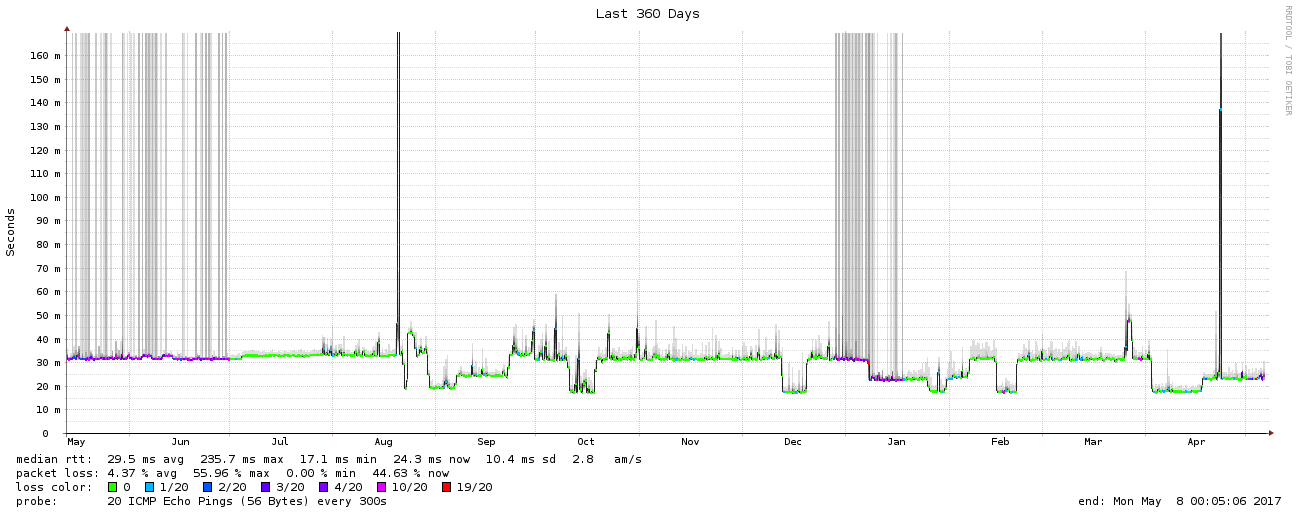 Last 360 Days
RRDTOOL / TOBI OETIKER
Seconds
160 m
150 m
140 m
130 m
120 m
110 m
100 m
90 m
80 m
70 m
60 m
50 m
40 m
30 m
20 m
10 m
0
May Jun Jul Aug Sep Oct Nov Dec Jan Feb Mar Apr
median rtt: 29.5 ms avg 235.7 ms max 17.1 ms min 24.3 ms now 10.4 ms sd 2.8 am/s
packet loss: 4.37 % avg 55.96 % max 0.00 % min 44.63 % now
loss color: 0 1/20 2/20 3/20 4/20 10/20 19/20
probe: 20 ICMP Echo Pings (56 Bytes) every 300s end: Mon May 8 00:05:06 2017